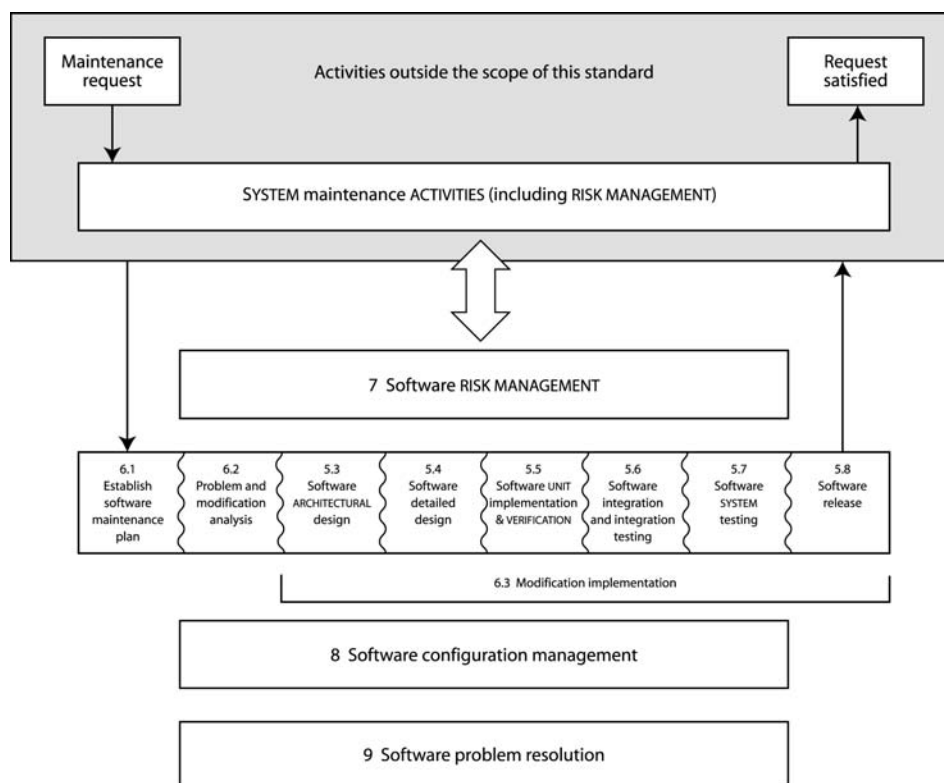 Maintenance
request
Activities outside the scope of this standard
Request
satisfied
SYSTEM maintenance ACTIVITIES (including RISK MANAGEMENT)
7 Software RISK MANAGEMENT
6.1
Establish
software
maintenance
plan
6.2
Problem and
modification
analysis
5.3
Software
ARCHITECTURAL
design
5.4
Software
detailed
design
5.5
Software UNIT
implementation
& VERIFICATION
5.6
Software
integration
and integration
testing
5.7
Software
SYSTEM
testing
5.8
Software
release
6.3 Modification implementation
8 Software configuration management
9 Software problem resolution